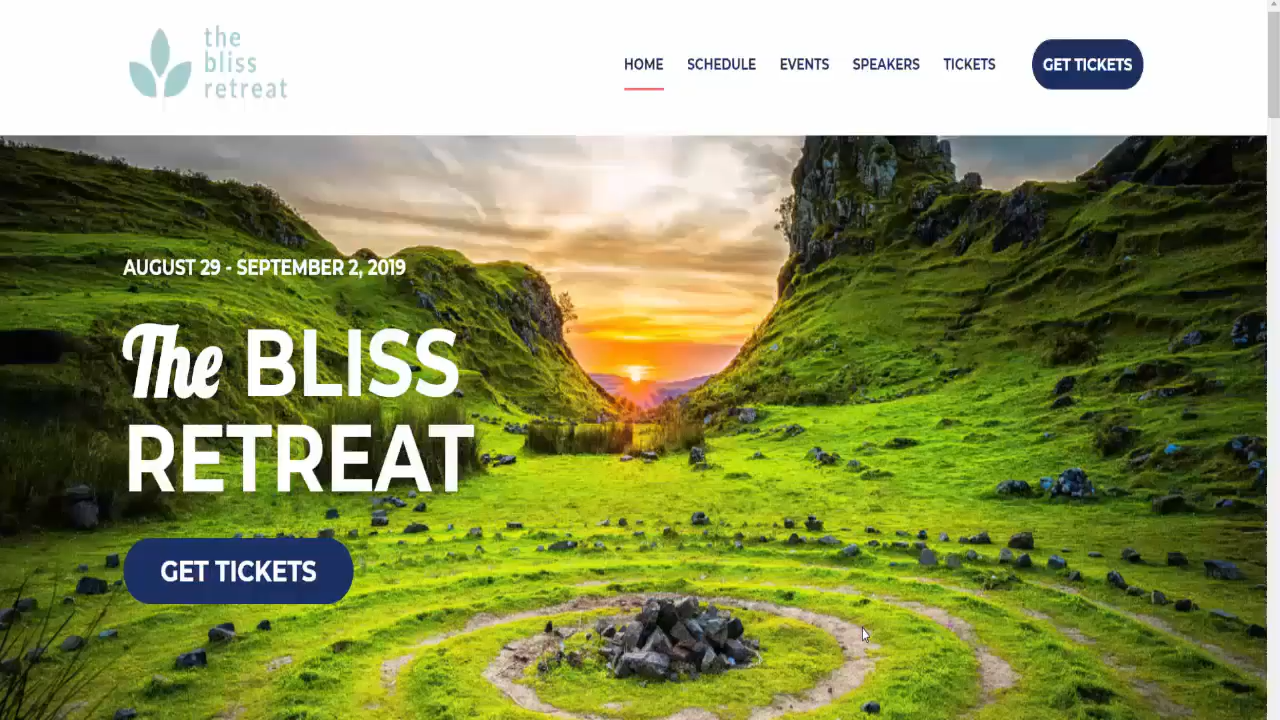 the
bliss
retreat
HOME SCHEDULE EVENTS SPEAKERS TICKETS GET TICKETS
AUGUST 29 - SEPTEMBER 2, 2019
The BLISS
RETREAT
GET TICKETS